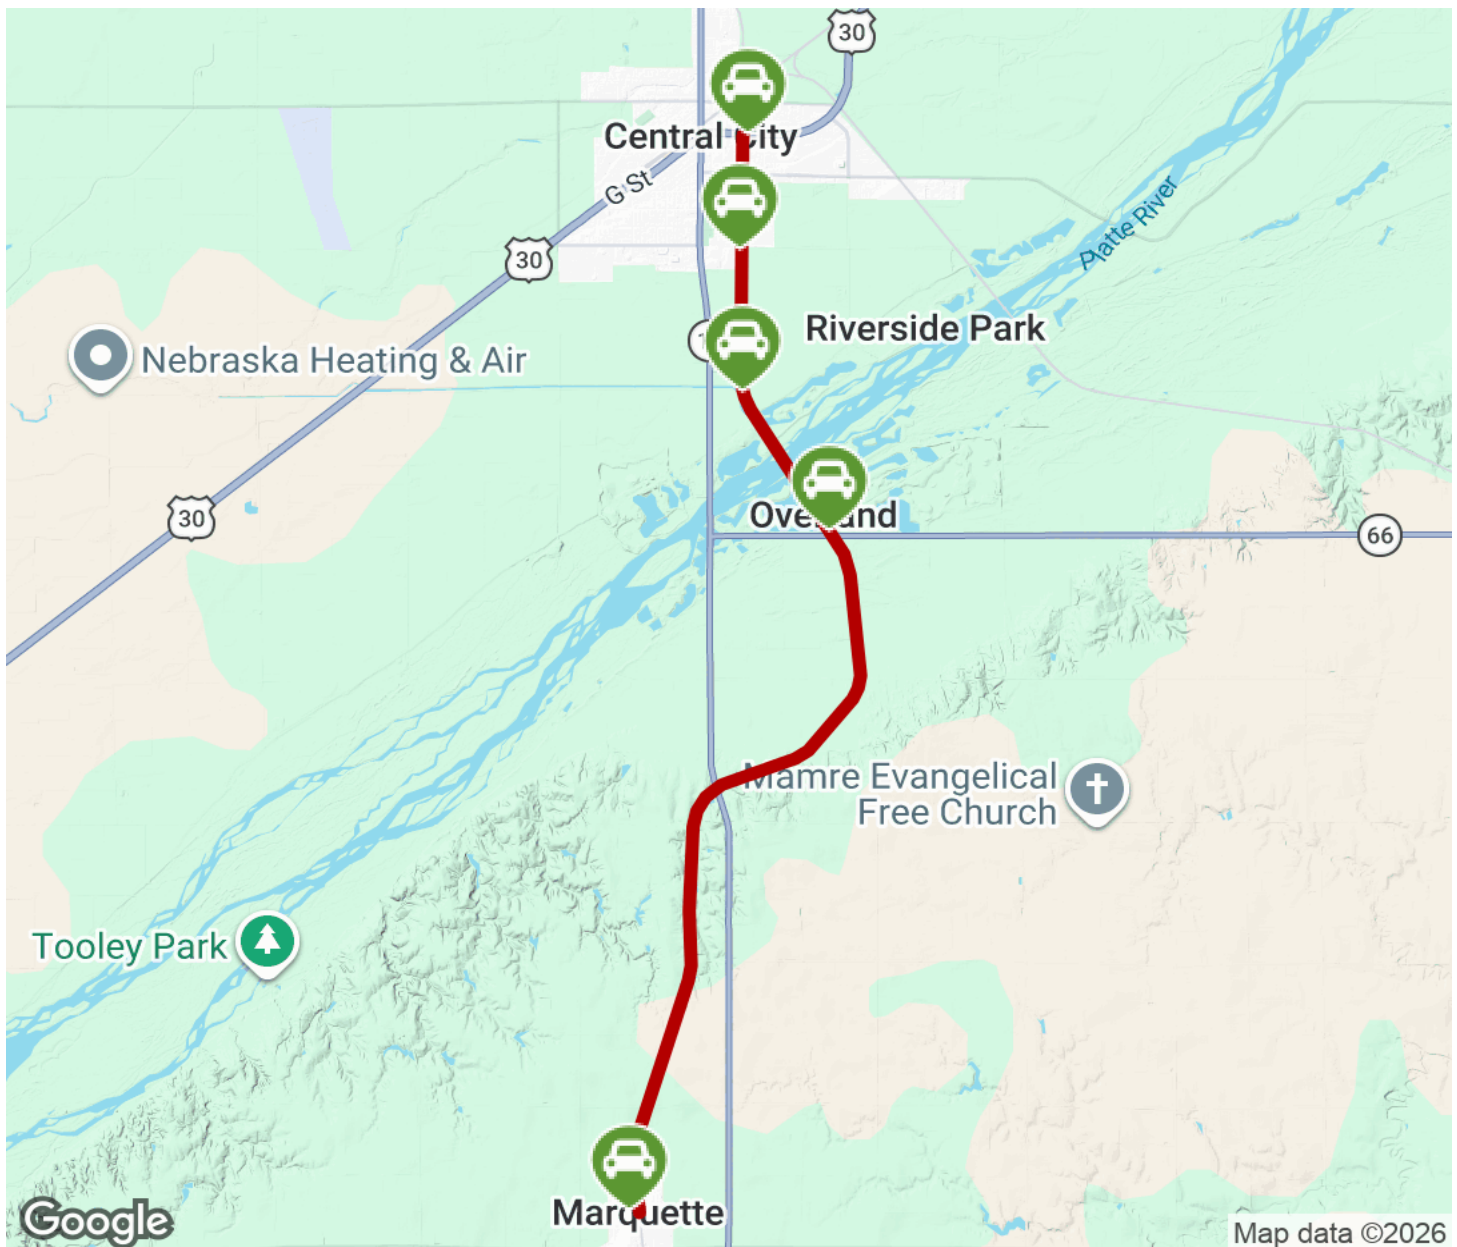 30
Central City
G St
Platte River
30
Riverside Park
Nebraska Heating & Air
30
Overland
66
Mamre Evangelical
Free Church
Tooley Park
Marquette
Google
Map data ©2026